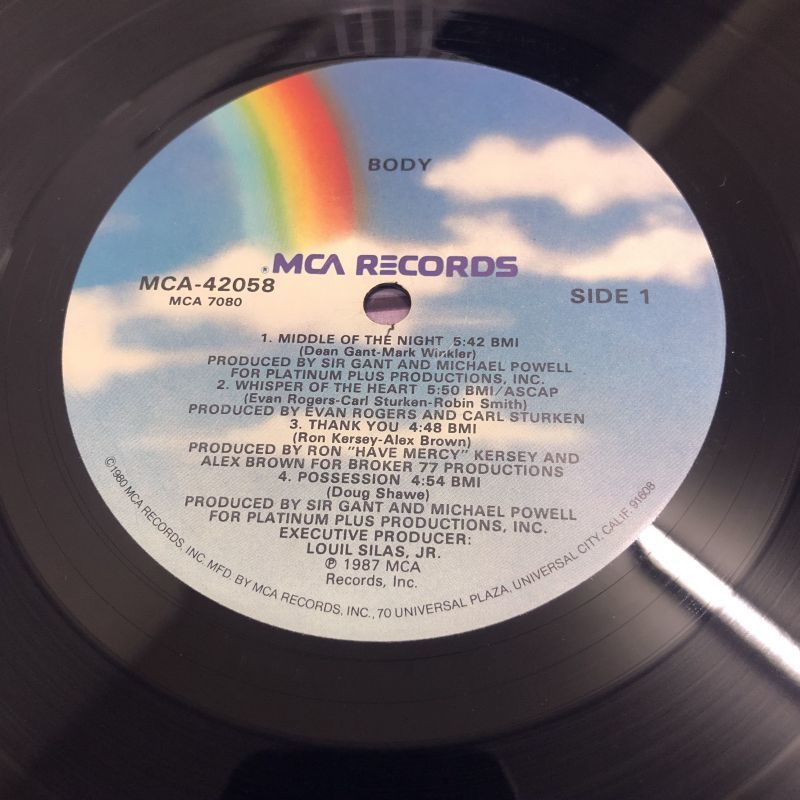 BODY
®MCA RECORDS
MCA-42058
MCA 7080
SIDE 1
1. MIDDLE OF THE NIGHT 5:42 BMI
(Dean Gant-Mark Winkler)
PRODUCED BY SIR GANT AND MICHAEL POWELL
FOR PLATINUM PLUS PRODUCTIONS, INC.
2. WHISPER OF THE HEART 5:50 BMI/ASCAP
(Evan Rogers-Carl Sturken-Robin Smith)
PRODUCED BY EVAN ROGERS AND CARL STURKEN
3. THANK YOU 4:48 BMI
(Ron Kersey-Alex Brown)
PRODUCED BY RON "HAVE MERCY" KERSEY AND
ALEX BROWN FOR BROKER 77 PRODUCTIONS
4. POSSESSION 4:54 BMI
(Doug Shawe)
PRODUCED BY SIR GANT AND MICHAEL POWELL
FOR PLATINUM PLUS PRODUCTIONS, INC.
EXECUTIVE PRODUCER:
LOUIL SILAS, JR.
℗ 1987 MCA
Records, Inc.
©1980 MCA RECORDS, INC. MFD. BY MCA RECORDS, INC., 70 UNIVERSAL PLAZA, UNIVERSAL CITY, CALIF. 91608